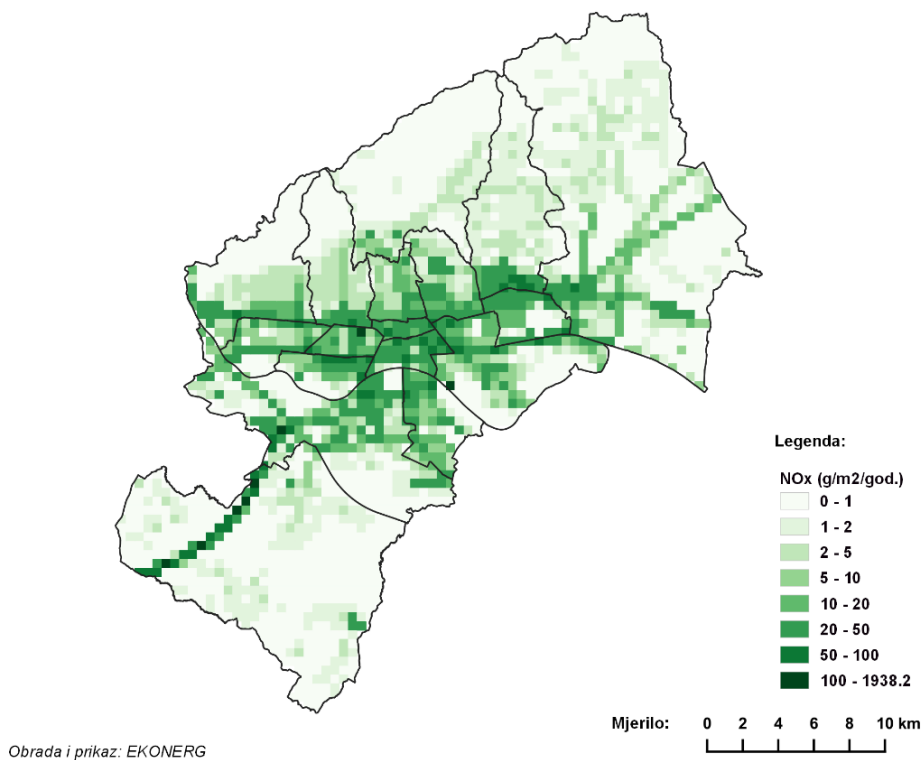 Legenda:
NOx (g/m2/god.)
0 - 1
1 - 2
2 - 5
5 - 10
10 - 20
20 - 50
50 - 100
100 - 1938.2
Mjerilo: 0 2 4 6 8 10 km
Obrada i prikaz: EKONERG